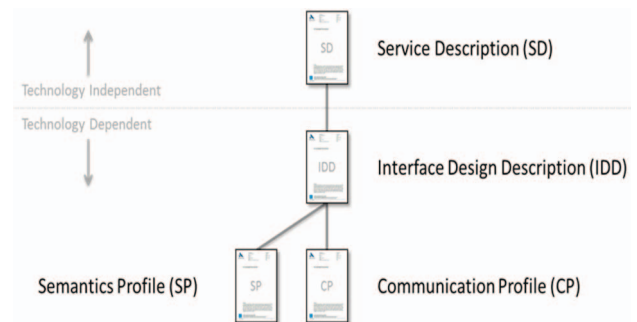 SD
Service Description (SD)
Technology Independent
Technology Dependent
IDD
Interface Design Description (IDD)
Semantics Profile (SP)
SP
CP
Communication Profile (CP)